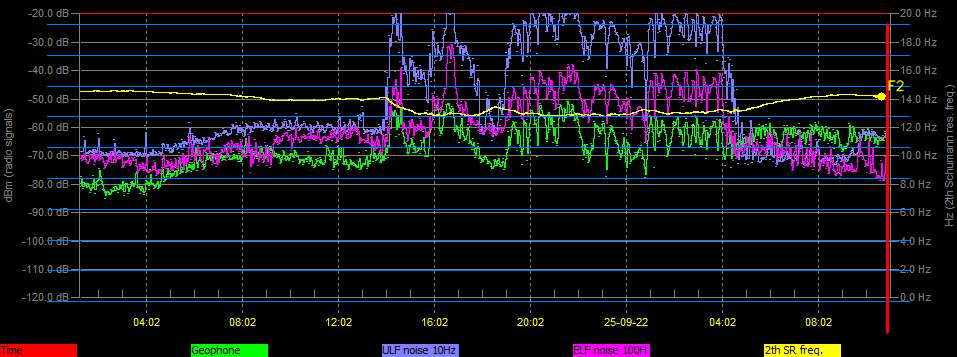 -20.0 dB 20.0 Hz
-30.0 dB 18.0 Hz
-40.0 dB 16.0 Hz
F2
-50.0 dB 14.0 Hz
-60.0 dB 12.0 Hz
-70.0 dB 10.0 Hz
-80.0 dB 8.0 Hz
-90.0 dB 6.0 Hz
-100.0 dB 4.0 Hz
-110.0 dB 2.0 Hz
-120.0 dB 0.0 Hz
dBm (radio signals)
Hz (2th Schumann res. freq.)
04:02 08:02 12:02 16:02 20:02 25-09-22 04:02 08:02
Time Geophone ULF noise 10Hz ELF noise 100H 2th SR freq.